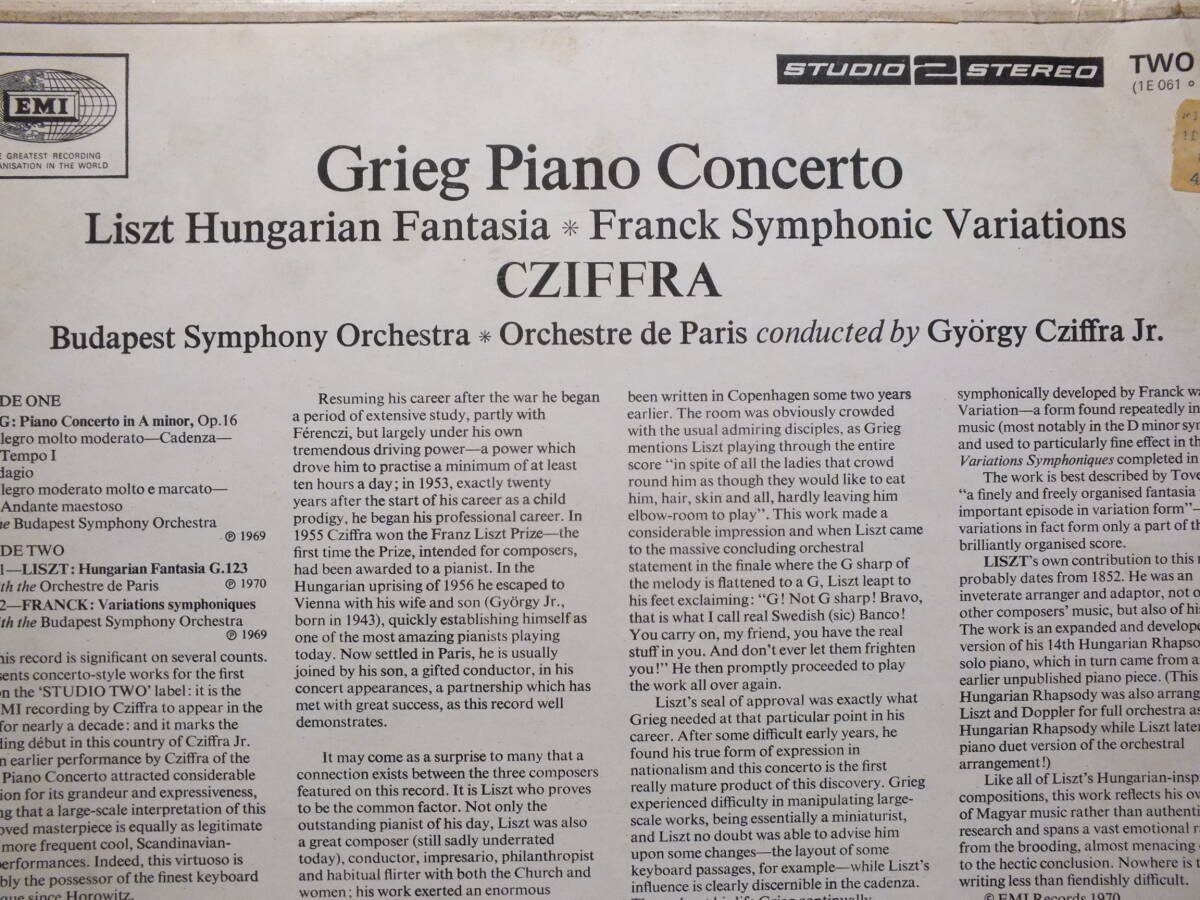 EMI
GREATEST RECORDING
IN THE WORLD
STUDIO 2 STEREO
TWO
(1E 061 o
Grieg Piano Concerto
Liszt Hungarian Fantasia * Franck Symphonic Variations
CZIFFRA
Budapest Symphony Orchestra * Orchestre de Paris conducted by György Cziffra Jr.
ONE
: Piano Concerto in A minor, Op.16
molto moderato—Cadenza—
Tempo I
moderato molto e marcato—
Andante maestoso
Budapest Symphony Orchestra
℗ 1969
TWO
1—LISZT: Hungarian Fantasia G.123
the Orchestre de Paris
℗ 1970
2—FRANCK: Variations symphoniques
the Budapest Symphony Orchestra
℗ 1969
record is significant on several counts.
concerto-style works for the first
the 'STUDIO TWO' label: it is the
recording by Cziffra to appear in the
for nearly a decade: and it marks the
début in this country of Cziffra Jr.
earlier performance by Cziffra of the
Piano Concerto attracted considerable
for its grandeur and expressiveness,
that a large-scale interpretation of this
masterpiece is equally as legitimate
more frequent cool, Scandinavian-
Indeed, this virtuoso is
the possessor of the finest keyboard
since Horowitz.
Resuming his career after the war he began
a period of extensive study, partly with
Férenczi, but largely under his own
tremendous driving power—a power which
drove him to practise a minimum of at least
ten hours a day; in 1953, exactly twenty
years after the start of his career as a child
prodigy, he began his professional career. In
1955 Cziffra won the Franz Liszt Prize—the
first time the Prize, intended for composers,
had been awarded to a pianist. In the
Hungarian uprising of 1956 he escaped to
Vienna with his wife and son (György Jr.,
born in 1943), quickly establishing himself as
one of the most amazing pianists playing
today. Now settled in Paris, he is usually
joined by his son, a gifted conductor, in his
concert appearances, a partnership which has
met with great success, as this record well
demonstrates.
It may come as a surprise to many that a
connection exists between the three composers
featured on this record. It is Liszt who proves
to be the common factor. Not only the
outstanding pianist of his day, Liszt was also
a great composer (still sadly underrated
today), conductor, impresario, philanthropist
and habitual flirter with both the Church and
women; his work exerted an enormous
been written in Copenhagen some two years
earlier. The room was obviously crowded
with the usual admiring disciples, as Grieg
mentions Liszt playing through the entire
score "in spite of all the ladies that crowd
round him as though they would like to eat
him, hair, skin and all, hardly leaving him
elbow-room to play". This work made a
considerable impression and when Liszt came
to the massive concluding orchestral
statement in the finale where the G sharp of
the melody is flattened to a G, Liszt leapt to
his feet exclaiming: "G! Not G sharp! Bravo,
that is what I call real Swedish (sic) Banco!
You carry on, my friend, you have the real
stuff in you. And don't ever let them frighten
you!" He then promptly proceeded to play
the work all over again.
Liszt's seal of approval was exactly what
Grieg needed at that particular point in his
career. After some difficult early years, he
found his true form of expression in
nationalism and this concerto is the first
really mature product of this discovery. Grieg
experienced difficulty in manipulating large-
scale works, being essentially a miniaturist,
and Liszt no doubt was able to advise him
upon some changes—the layout of some
keyboard passages, for example—while Liszt's
influence is clearly discernible in the cadenza.
symphonically developed by Franck
Variation—a form found repeatedly in
music (most notably in the D minor
and used to particularly fine effect in th
Variations Symphoniques completed in
The work is best described by
"a finely and freely organised fantasia
important episode in variation form"—
variations in fact form only a part of th
brilliantly organised score.
LISZT's own contribution to this
probably dates from 1852. He was an
inveterate arranger and adaptor, not
other composers' music, but also of his
The work is an expanded and
version of his 14th Hungarian
solo piano, which in turn came from
earlier unpublished piano piece. (This
Hungarian Rhapsody was also
Liszt and Doppler for full orchestra as
Hungarian Rhapsody while Liszt
piano duet version of the orchestral
arrangement!)
Like all of Liszt's
compositions, this work reflects his
of Magyar music rather than
research and spans a vast emotional
from the brooding, almost menacing
to the hectic conclusion. Nowhere is
writing less than fiendishly difficult.
© EMI Records 1970